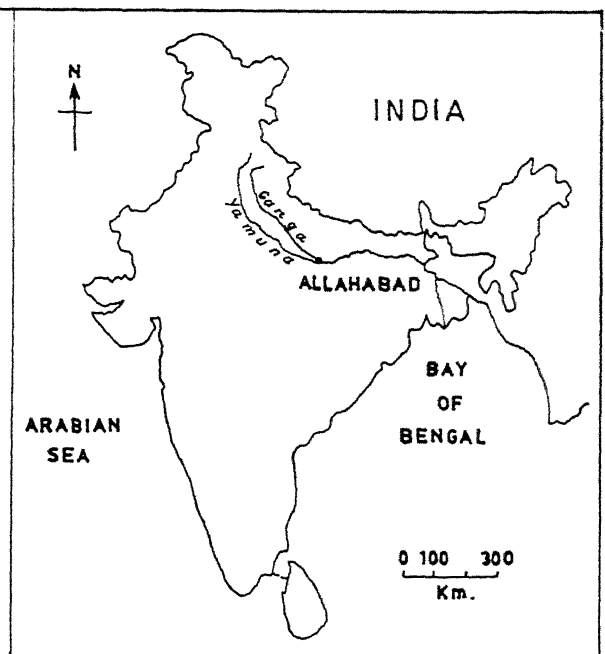 N
INDIA
Ganga
Yamuna
ALLAHABAD
BAY
OF
BENGAL
ARABIAN
SEA
0 100 300
Km.